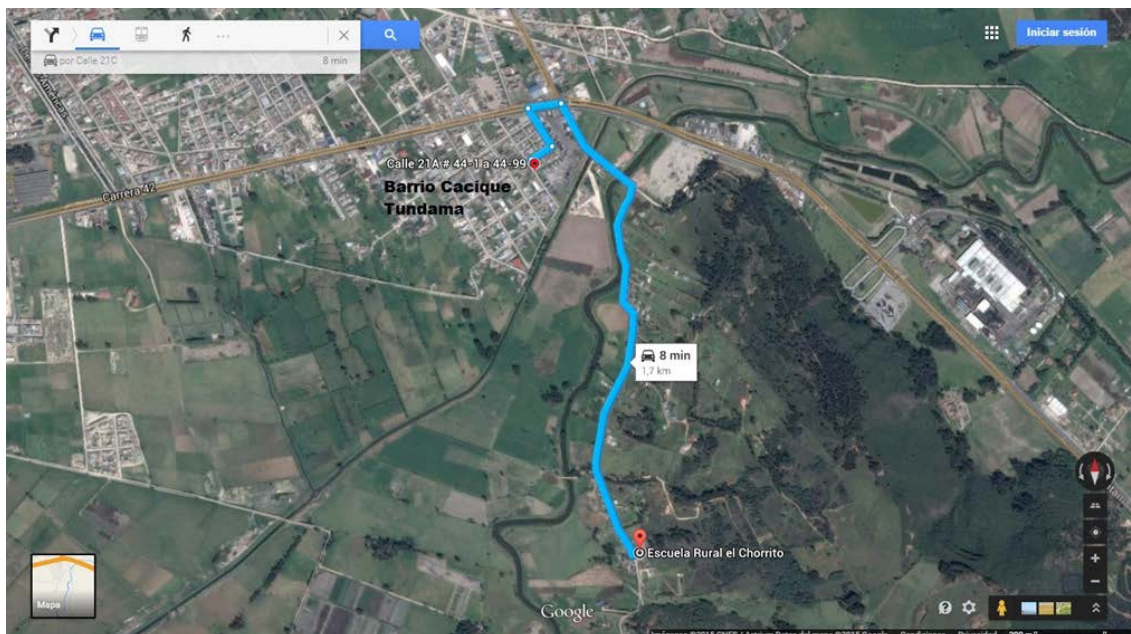 Iniciar sesión
por Calle 21C
8 min
Carrera 42
Calle 21A # 44-1 a 44-99
Barrio Cacique
Tundama
8 min
1,7 km
Escuela Rural el Chorrito
Mapa
Google